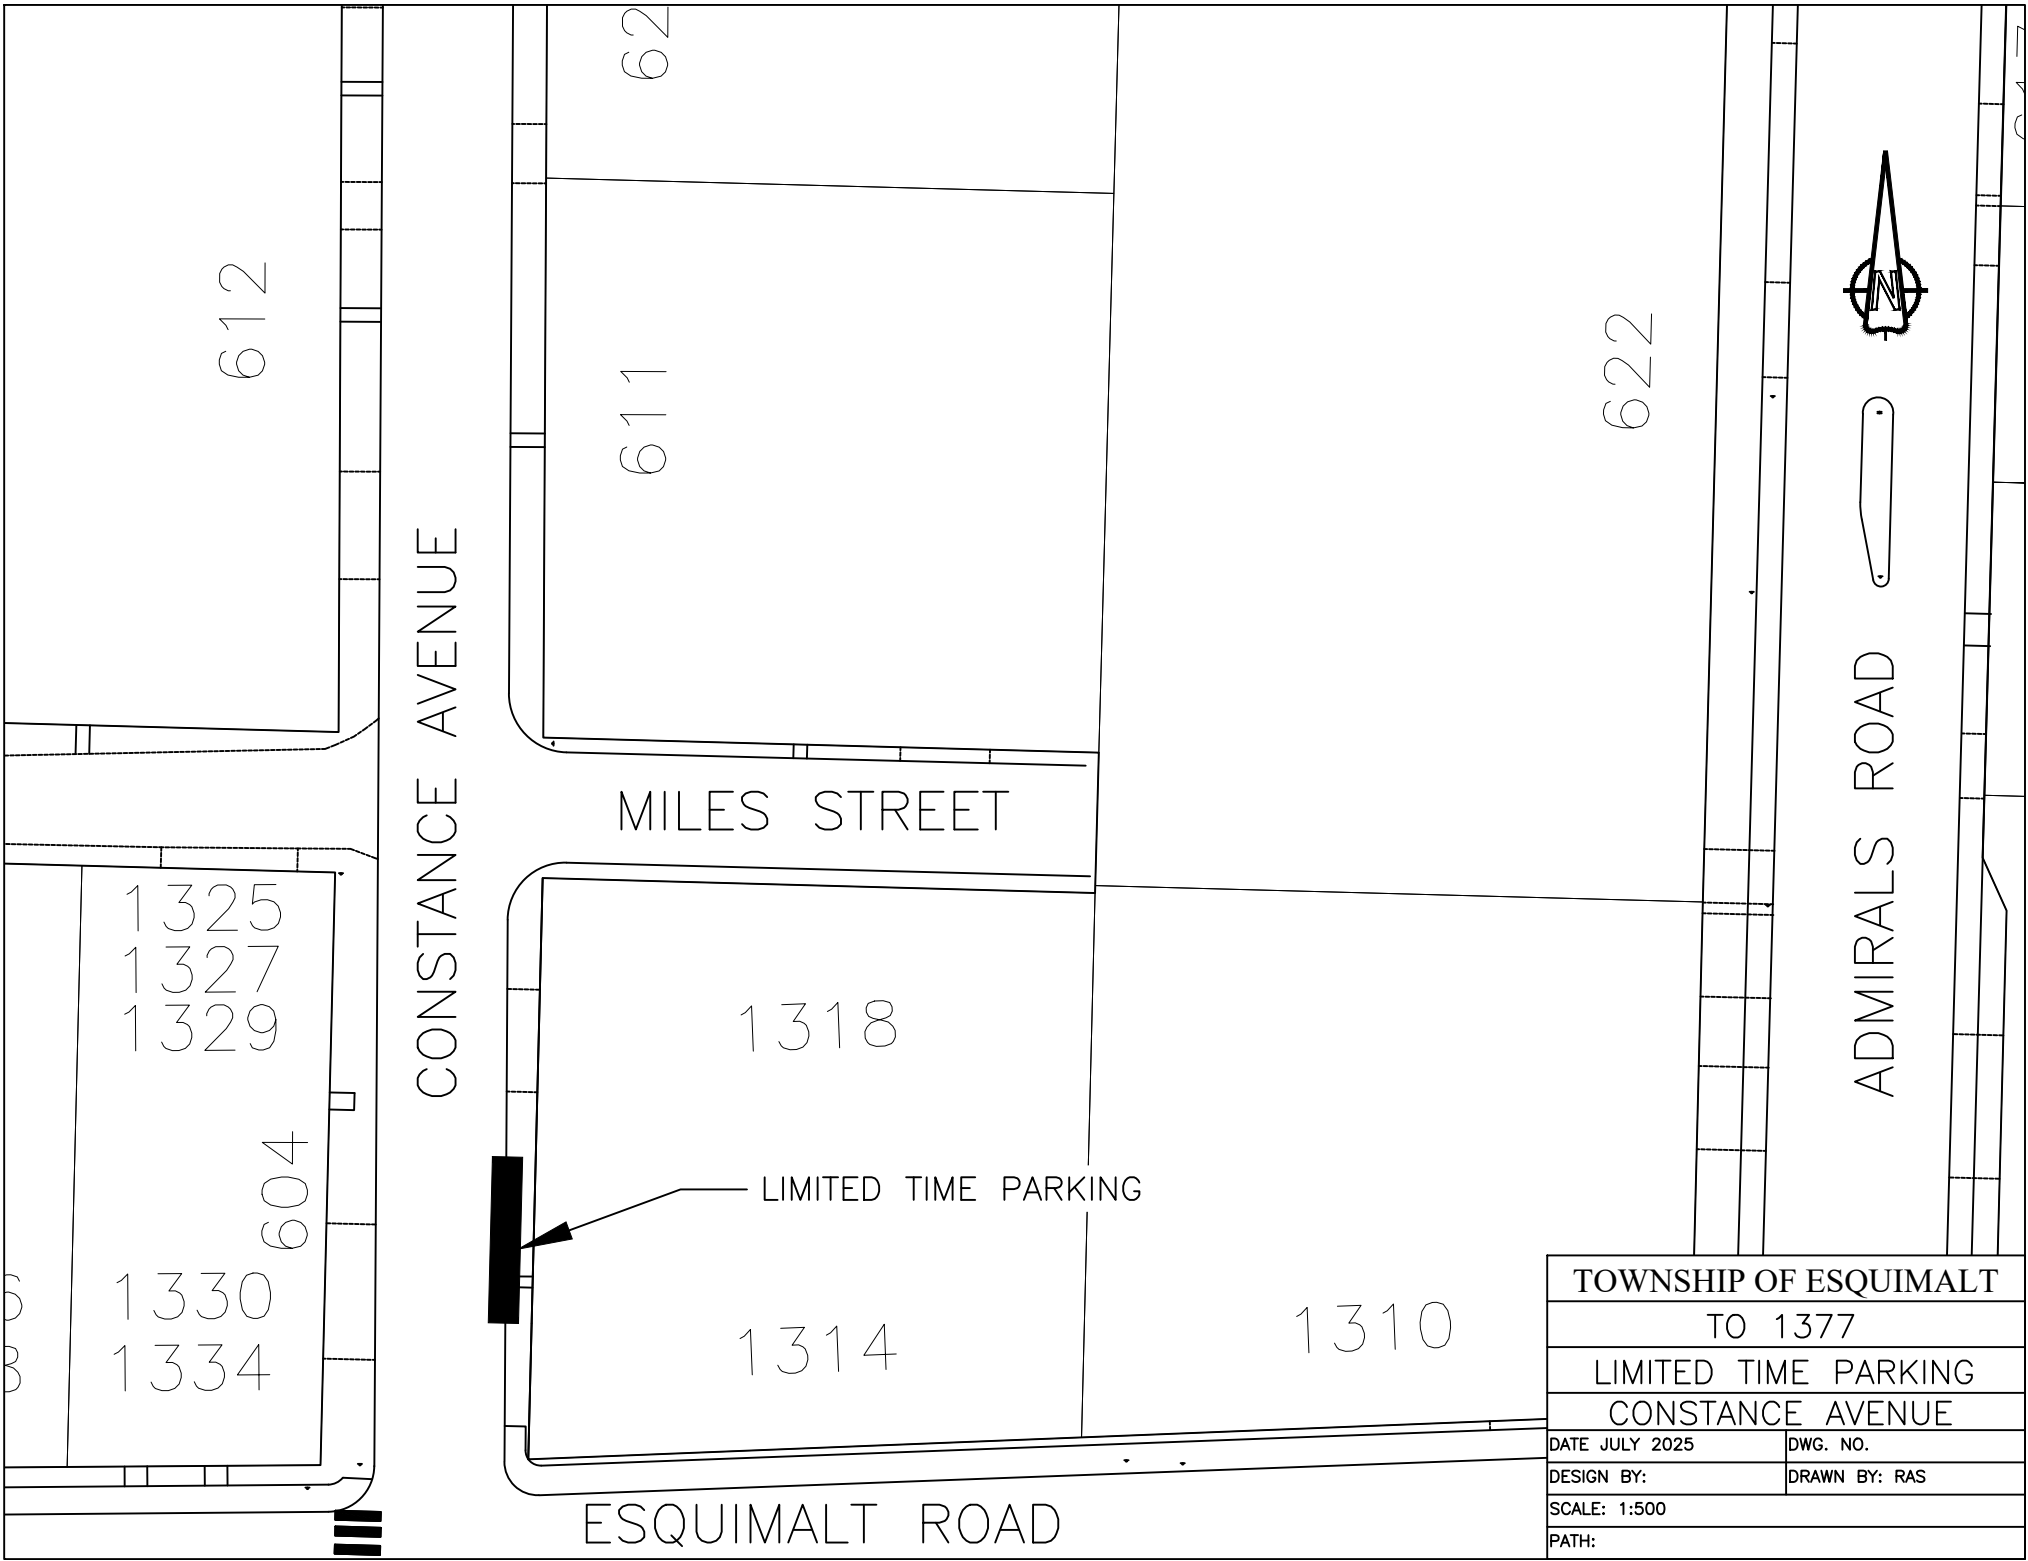 62
612
611
622
N
CONSTANCE AVENUE
MILES STREET
ADMIRALS ROAD
1325
1327
1329
1318
604
LIMITED TIME PARKING
1330
1334
1314
1310
ESQUIMALT ROAD
TOWNSHIP OF ESQUIMALT
TO 1377
LIMITED TIME PARKING
CONSTANCE AVENUE
DATE JULY 2025
DWG. NO.
DESIGN BY:
DRAWN BY: RAS
SCALE: 1:500
PATH: